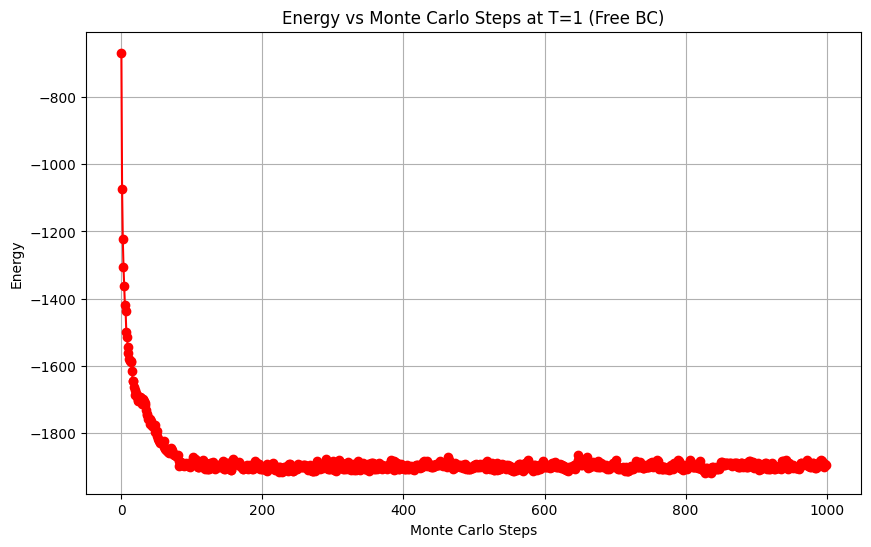 Energy vs Monte Carlo Steps at T=1 (Free BC)
Energy
−800
−1000
−1200
−1400
−1600
−1800
0 200 400 600 800 1000
Monte Carlo Steps